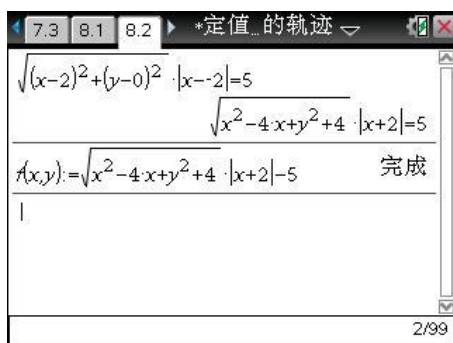 7.3 8.1 8.2 *定值_的轨迹
√((x-2)²+(y-0)²)·|x--2|=5
√(x²-4·x+y²+4)·|x+2|=5
f(x,y):=√(x²-4·x+y²+4)·|x+2|-5 完成
2/99